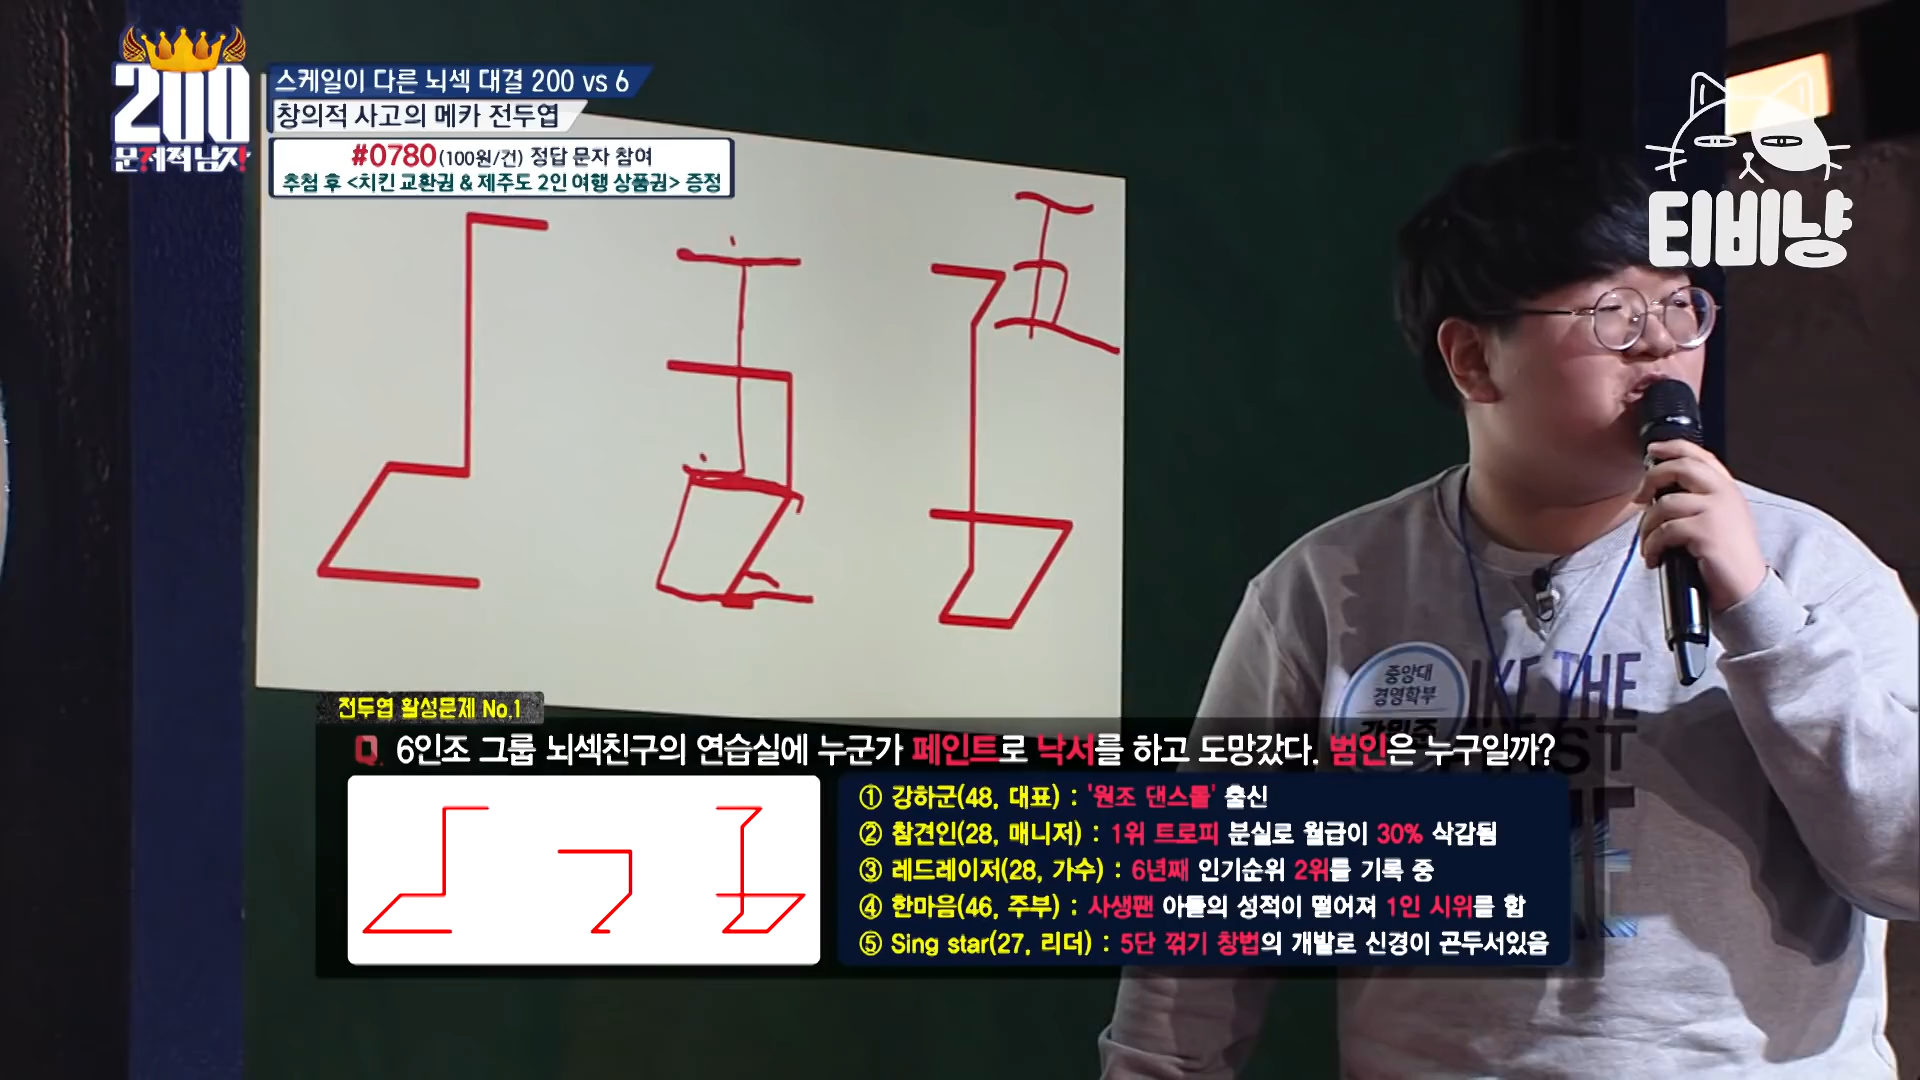 200
문제적남자
스케일이 다른 뇌섹 대결 200 vs 6
창의적 사고의 메카 전두엽
#0780(100원/건) 정답 문자 참여
추첨 후 <치킨 교환권 & 제주도 2인 여행 상품권> 증정
티비냥
중앙대
경영학부
IKE THE
전두엽 활성문제 No.1
Q. 6인조 그룹 뇌섹친구의 연습실에 누군가 페인트로 낙서를 하고 도망갔다. 범인은 누구일까?
① 강하군(48, 대표) : '원조 댄스돌' 출신
② 참견인(28, 매니저) : 1위 트로피 분실로 월급이 30% 삭감됨
③ 레드레이저(28, 가수) : 6년째 인기순위 2위를 기록 중
④ 한마음(46, 주부) : 사생팬 아들의 성적이 떨어져 1인 시위를 함
⑤ Sing star(27, 리더) : 5단 꺾기 창법의 개발로 신경이 곤두서있음